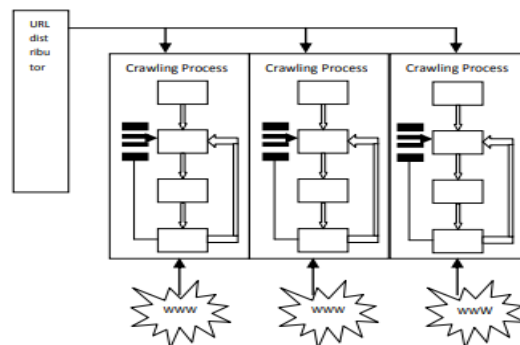 URL
dist
ribu
tor
Crawling Process
Crawling Process
Crawling Process
www
www
wwW